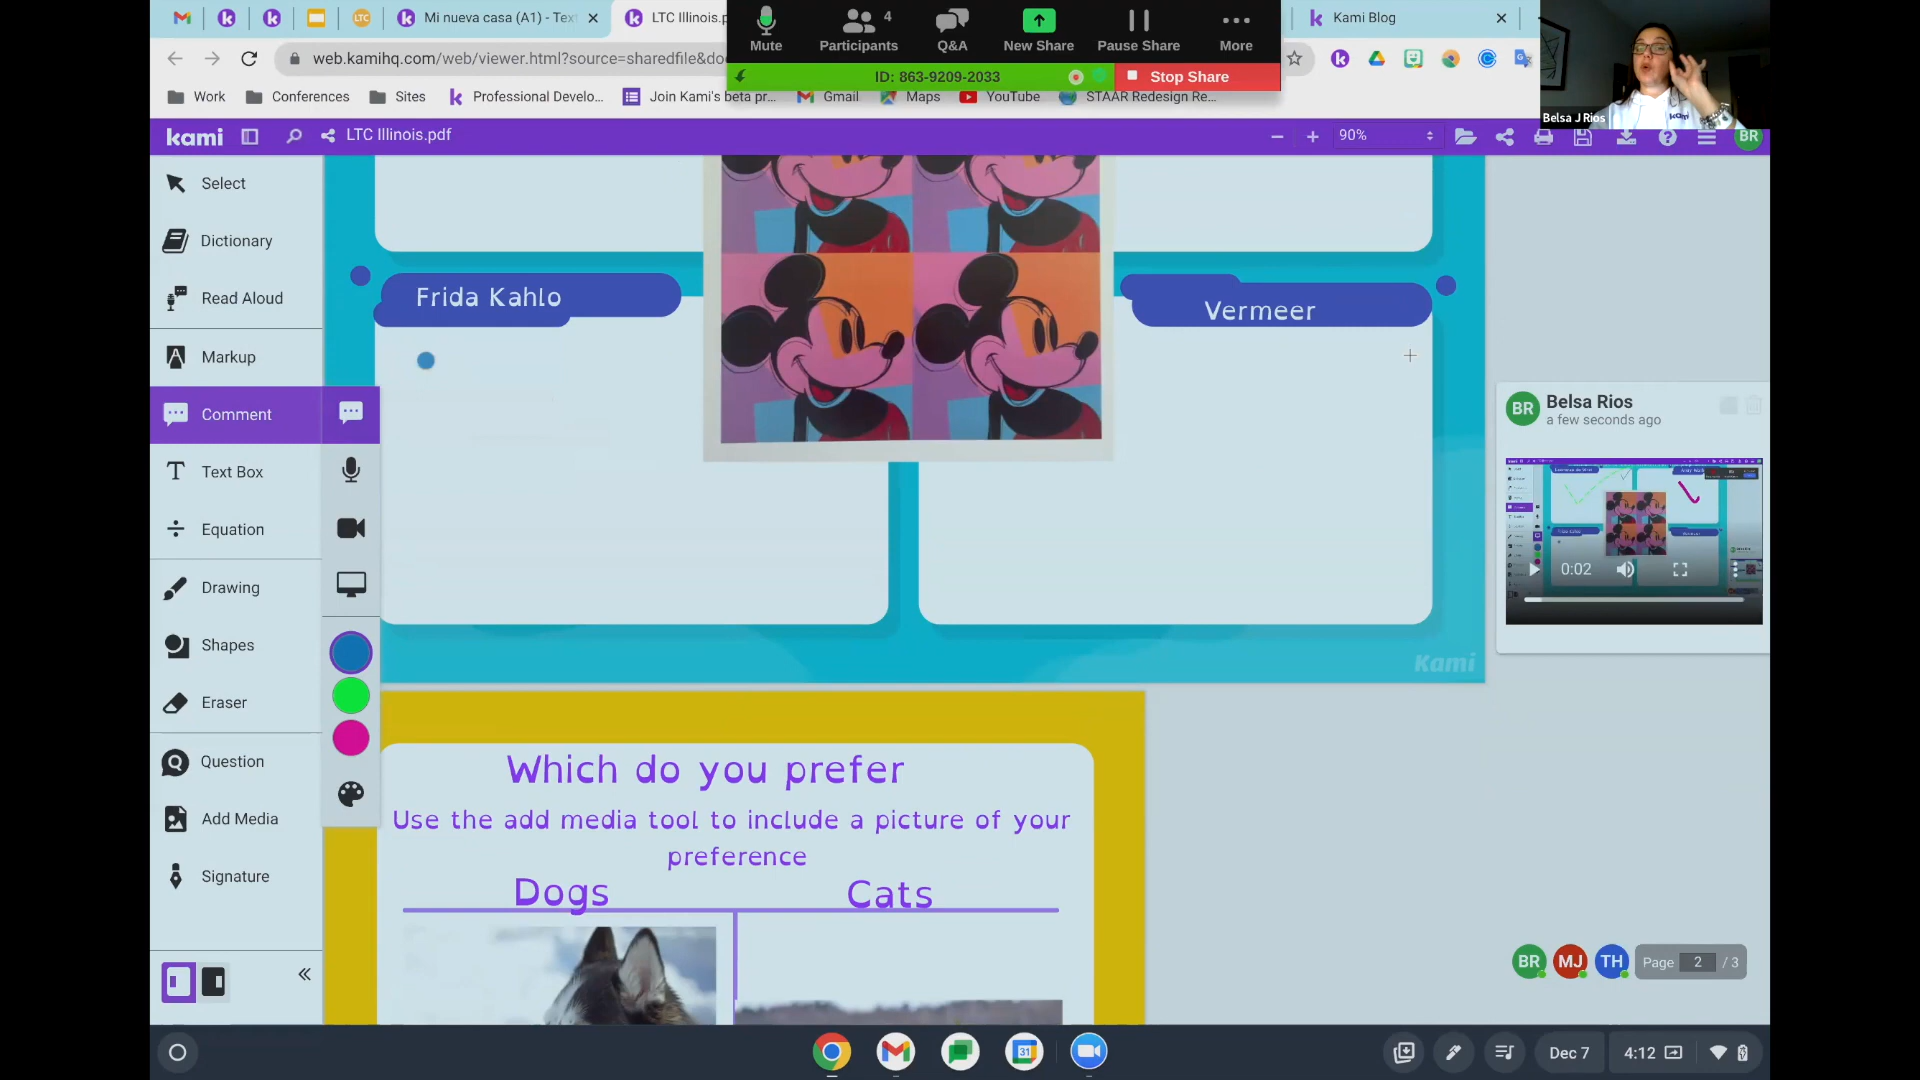 Mi nueva casa (A1) - Tex
LTC Illinois.p
Kami Blog
Mute
Participants
4
Q&A
New Share
Pause Share
More
web.kamihq.com/web/viewer.html?source=sharedfile&do
ID: 863-9209-2033
Stop Share
Work
Conferences
Sites
Professional Develo...
Join Kami's beta pr...
Gmail
Maps
YouTube
STAAR Redesign Re...
Belsa J Rios
kami
LTC Illinois.pdf
90%
BR
Select
Dictionary
Read Aloud
Markup
Comment
Text Box
Equation
Drawing
Shapes
Eraser
Question
Add Media
Signature
Frida Kahlo
Vermeer
BR
Belsa Rios
a few seconds ago
0:02
Kami
Which do you prefer
Use the add media tool to include a picture of your
preference
Dogs
Cats
BR
MJ
TH
Page 2 / 3
31
Dec 7
4:12